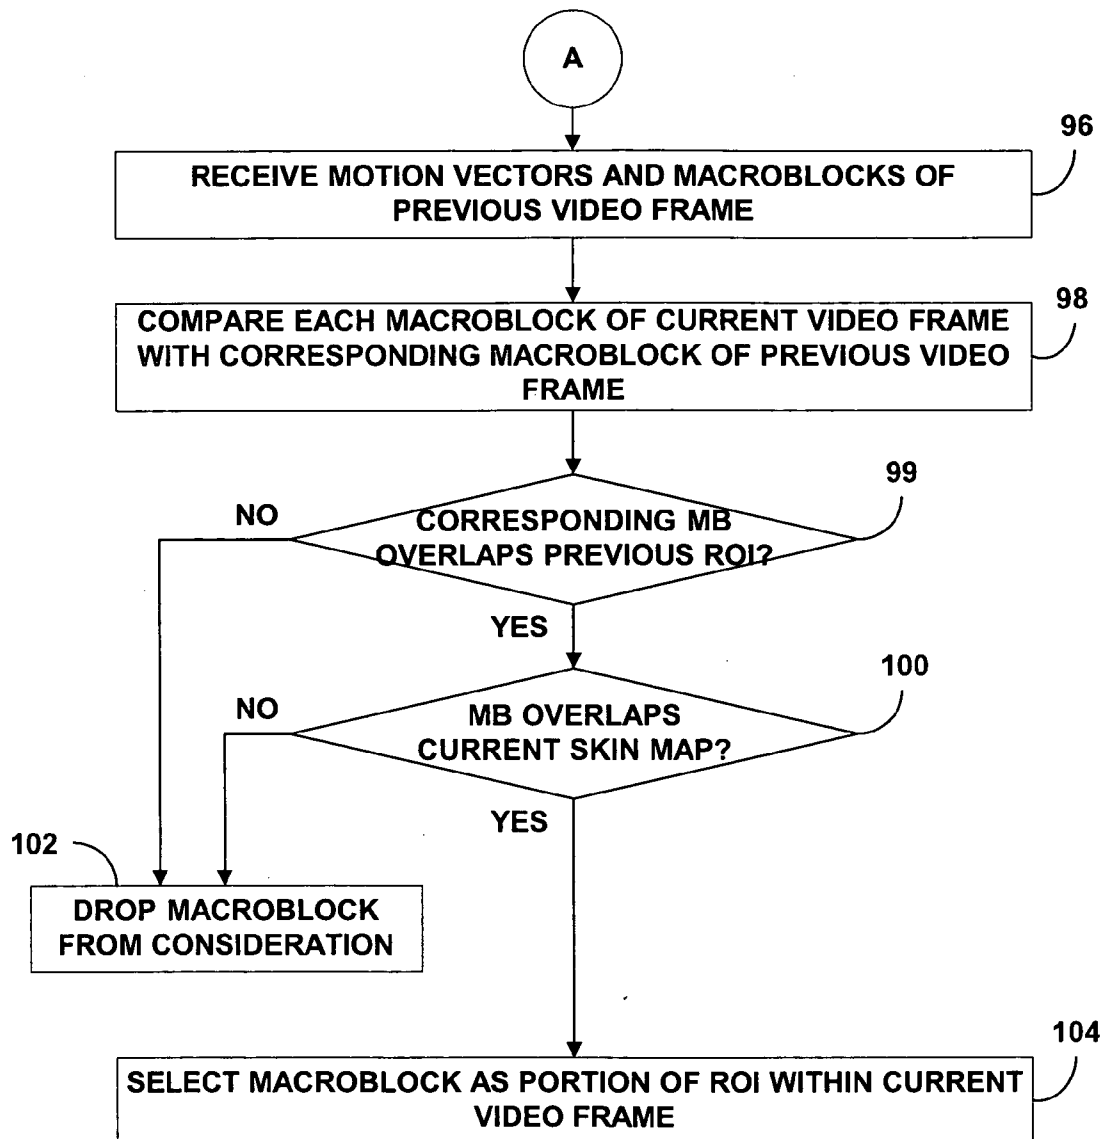 A
96
RECEIVE MOTION VECTORS AND MACROBLOCKS OF
PREVIOUS VIDEO FRAME
98
COMPARE EACH MACROBLOCK OF CURRENT VIDEO FRAME
WITH CORRESPONDING MACROBLOCK OF PREVIOUS VIDEO
FRAME
99
NO
CORRESPONDING MB
OVERLAPS PREVIOUS ROI?
YES
100
NO
MB OVERLAPS
CURRENT SKIN MAP?
YES
102
DROP MACROBLOCK
FROM CONSIDERATION
104
SELECT MACROBLOCK AS PORTION OF ROI WITHIN CURRENT
VIDEO FRAME